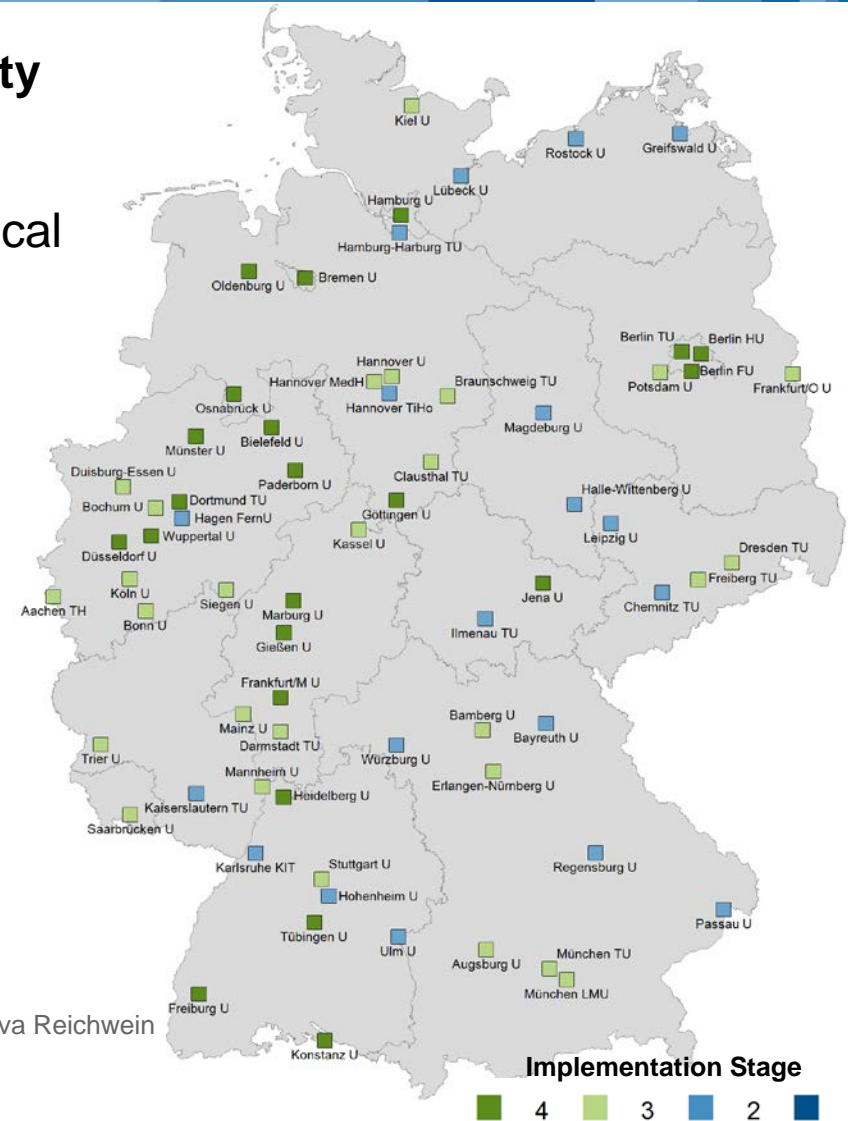 ty
cal
Kiel U
Rostock U
Greifswald U
Lübeck U
Hamburg U
Hamburg-Harburg TU
Oldenburg U
Bremen U
Berlin TU
Berlin HU
Potsdam U
Berlin FU
Frankfurt/O U
Hannover U
Hannover MedH
Hannover TiHo
Braunschweig TU
Osnabrück U
Magdeburg U
Münster U
Bielefeld U
Duisburg-Essen U
Paderborn U
Clausthal TU
Halle-Wittenberg U
Bochum U
Dortmund TU
Hagen FernU
Göttingen U
Leipzig U
Düsseldorf U
Wuppertal U
Kassel U
Dresden TU
Freiberg TU
Aachen TH
Köln U
Bonn U
Siegen U
Marburg U
Jena U
Chemnitz TU
Gießen U
Ilmenau TU
Frankfurt/M U
Mainz U
Darmstadt TU
Bamberg U
Bayreuth U
Trier U
Würzburg U
Mannheim U
Erlangen-Nürnberg U
Kaiserslautern TU
Heidelberg U
Saarbrücken U
Karlsruhe KIT
Stuttgart U
Regensburg U
Hohenheim U
Tübingen U
Passau U
Ulm U
Augsburg U
München TU
München LMU
Freiburg U
va Reichwein
Konstanz U
Implementation Stage
4 3 2